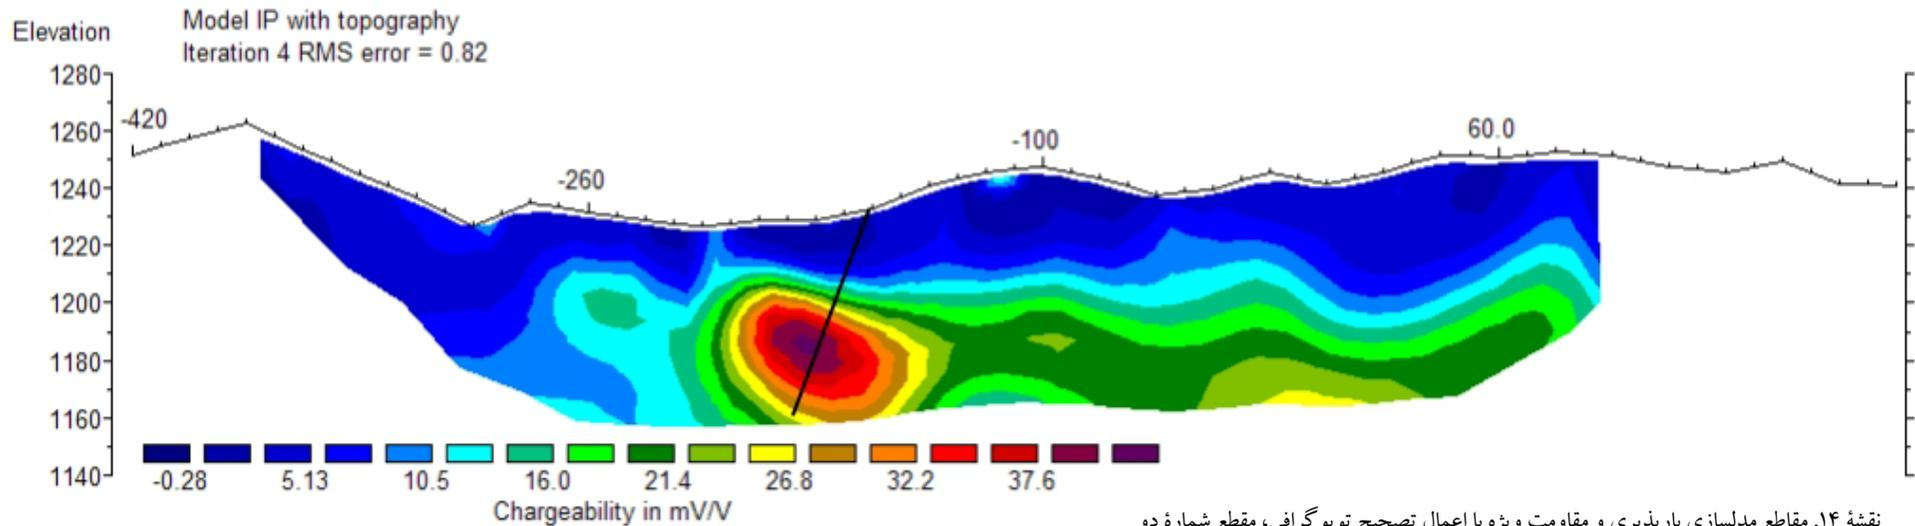 Elevation
Model IP with topography
Iteration 4 RMS error = 0.82
1280
1260
1240
1220
1200
1180
1160
1140
-420
-260
-100
60.0
-0.28 5.13 10.5 16.0 21.4 26.8 32.2 37.6
Chargeability in mV/V
نقشهٔ ۱۴. مقاطع مدلسازی بارپذیری و مقاومت ویژه با اعمال تصحیح توپوگرافی، مقطع شمارهٔ دو